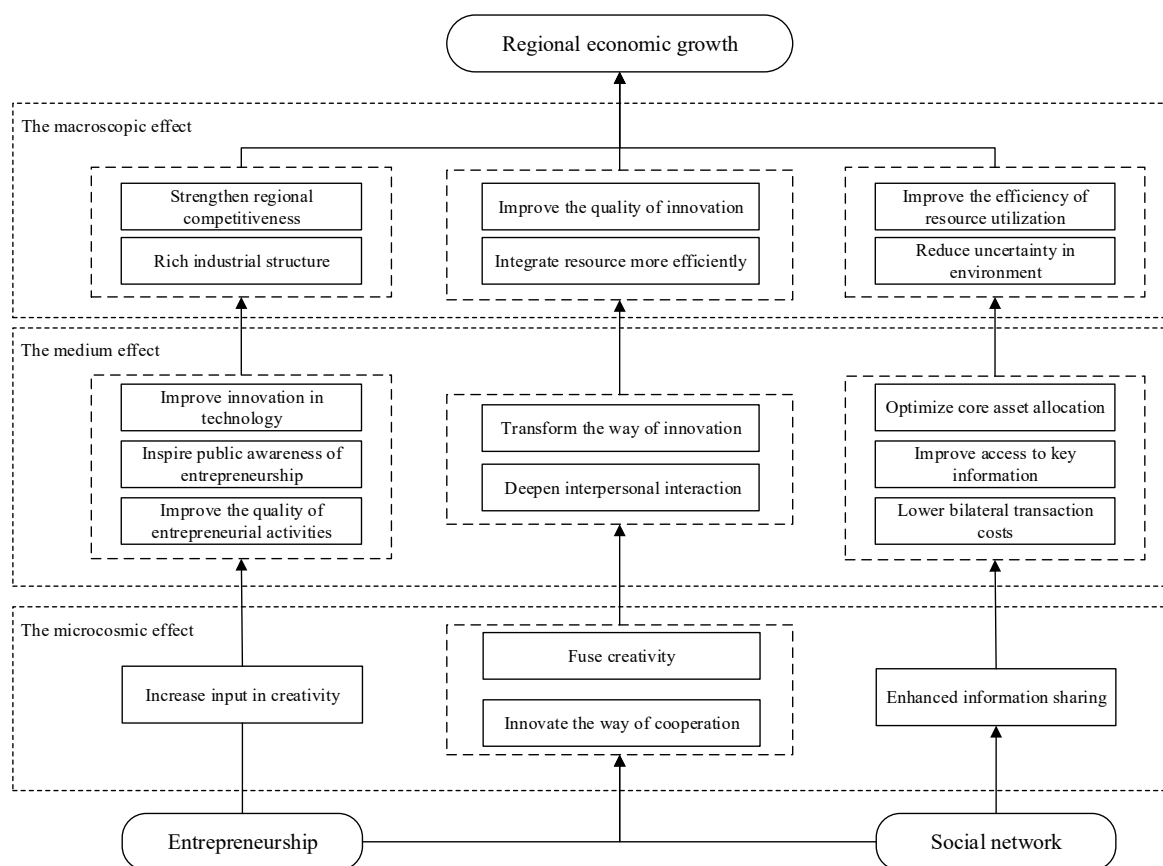 Regional economic growth
The macroscopic effect
Strengthen regional
competitiveness
Rich industrial structure
Improve the quality of innovation
Integrate resource more efficiently
Improve the efficiency of
resource utilization
Reduce uncertainty in
environment
The medium effect
Improve innovation in
technology
Inspire public awareness of
entrepreneurship
Improve the quality of
entrepreneurial activities
Transform the way of innovation
Deepen interpersonal interaction
Optimize core asset allocation
Improve access to key
information
Lower bilateral transaction
costs
The microcosmic effect
Increase input in creativity
Fuse creativity
Innovate the way of cooperation
Enhanced information sharing
Entrepreneurship
Social network